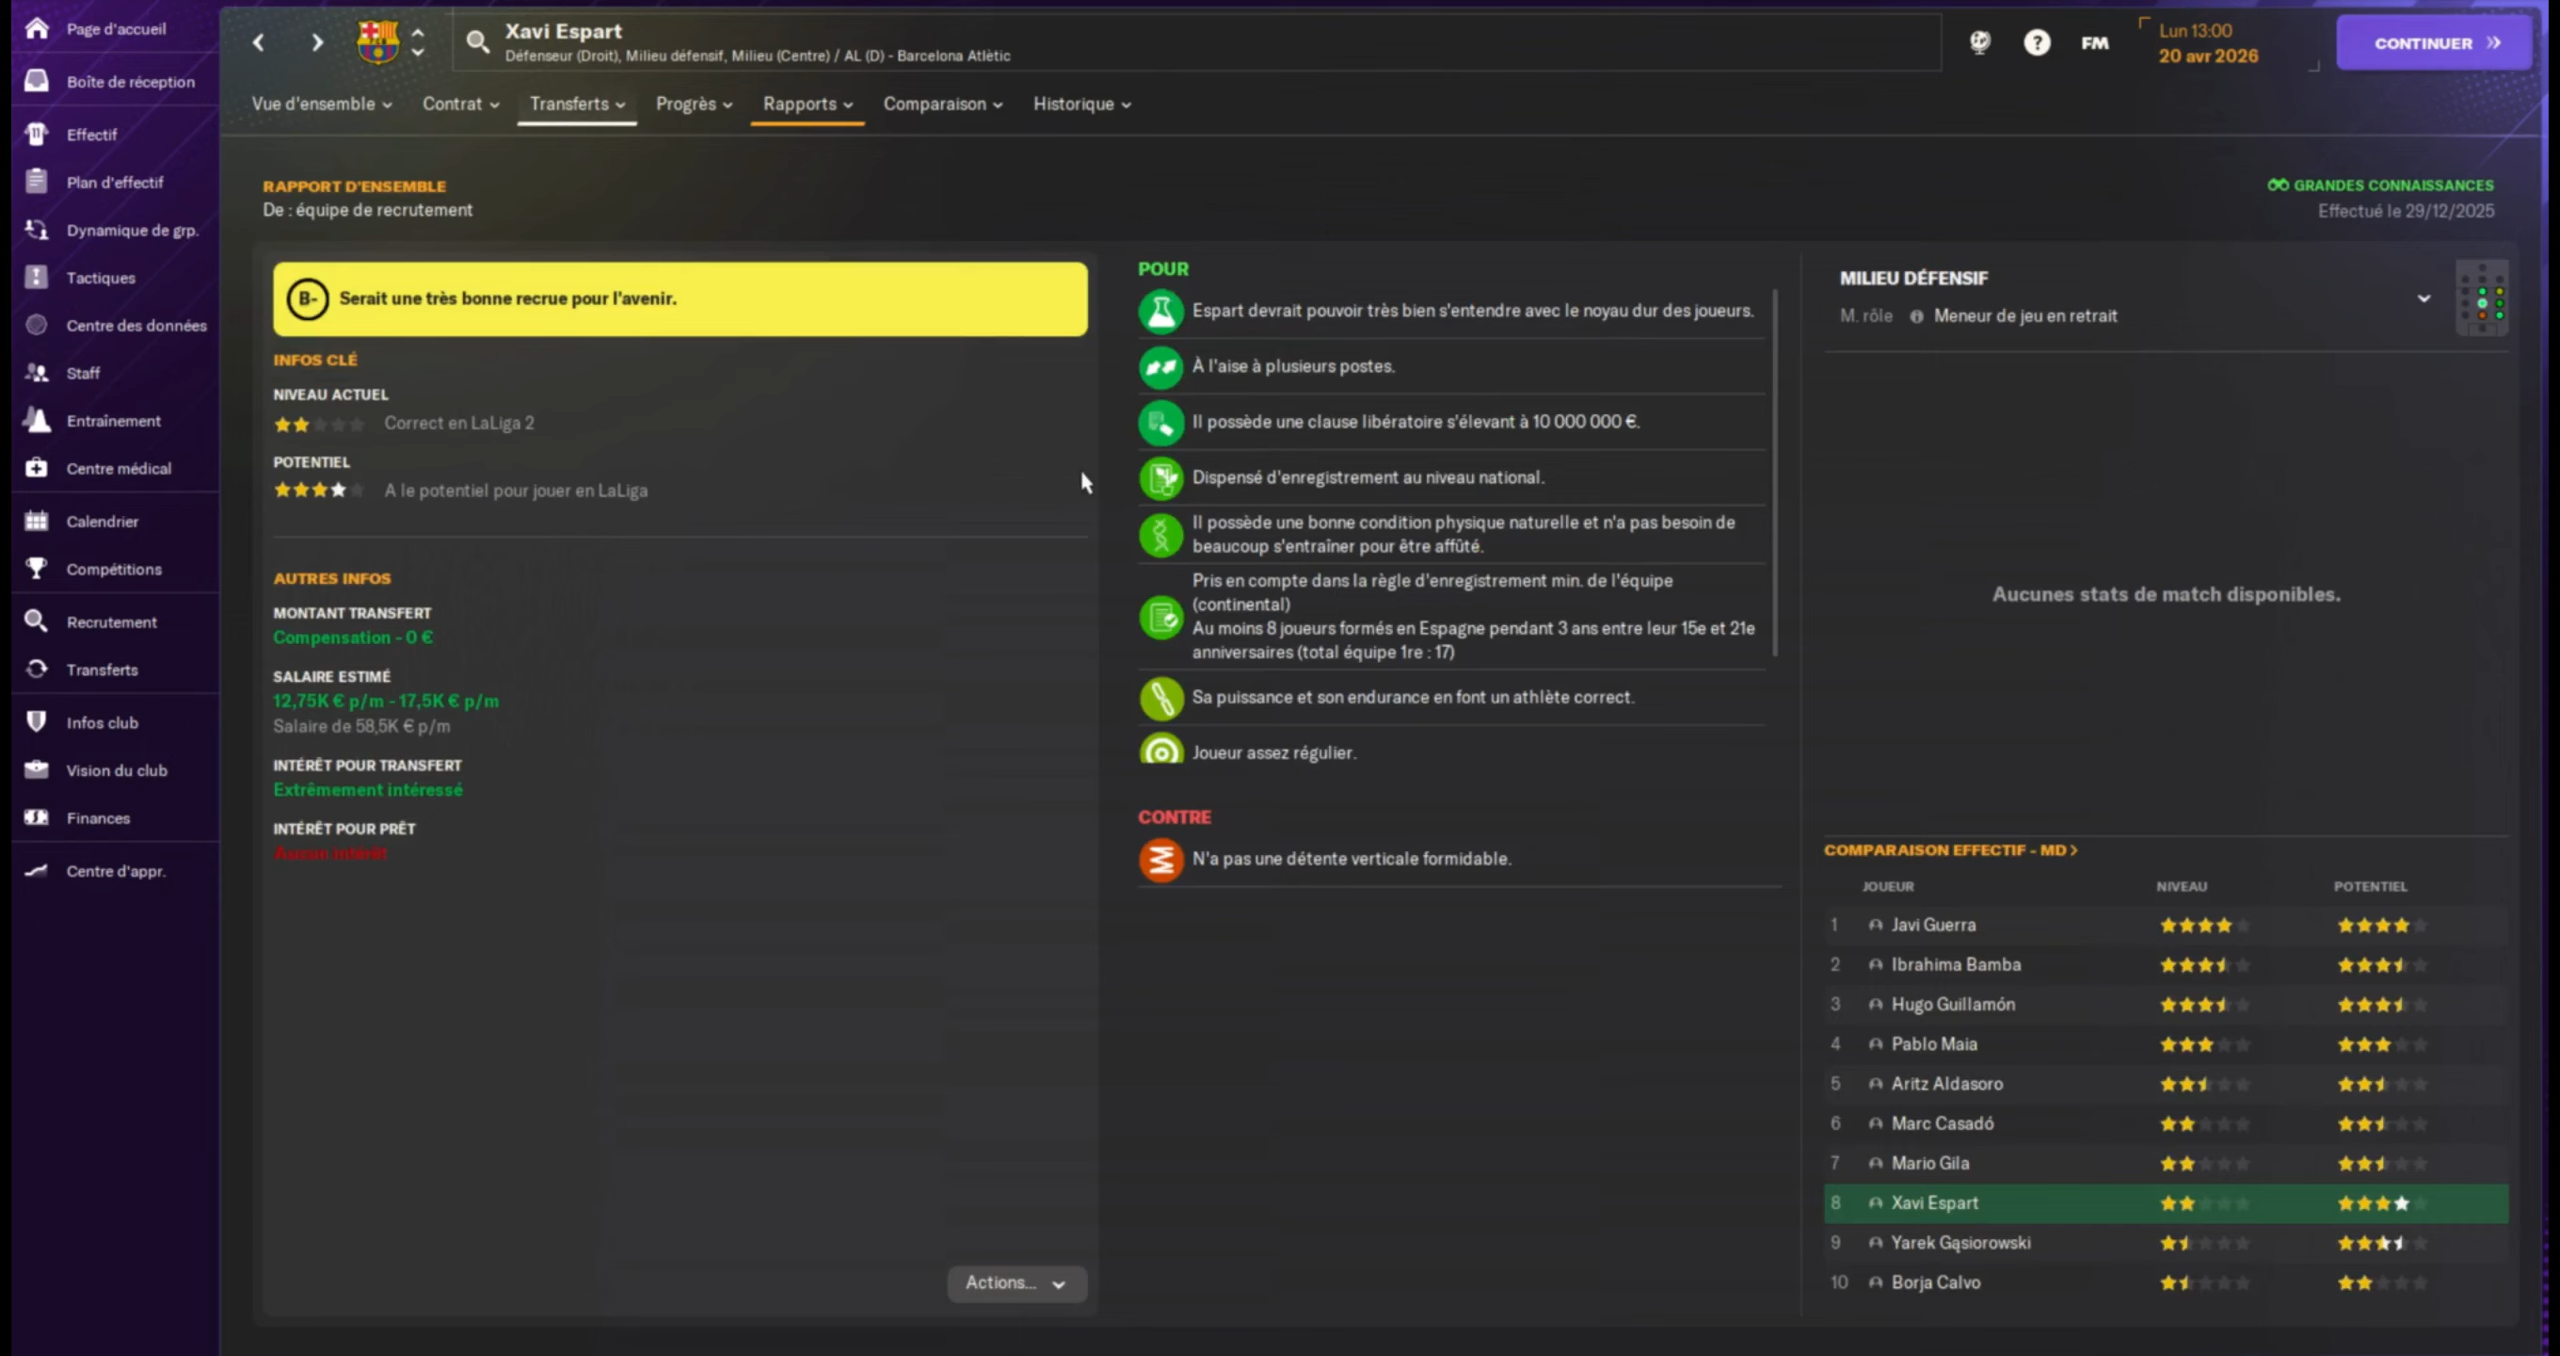 Page d'accueil
Boîte de réception
Effectif
Plan d'effectif
Dynamique de grp.
Tactiques
Centre des données
Staff
Entraînement
Centre médical
Calendrier
Compétitions
Recrutement
Transferts
Infos club
Vision du club
Finances
Centre d'appr.
Xavi Espart
Défenseur (Droit), Milieu défensif, Milieu (Centre) / AL (D) - Barcelona Atlètic
FM
Lun 13:00
20 avr 2026
CONTINUER
Vue d'ensemble
Contrat
Transferts
Progrès
Rapports
Comparaison
Historique
RAPPORT D'ENSEMBLE
De : équipe de recrutement
GRANDES CONNAISSANCES
Effectué le 29/12/2025
B- Serait une très bonne recrue pour l'avenir.
INFOS CLÉ
NIVEAU ACTUEL
Correct en LaLiga 2
POTENTIEL
A le potentiel pour jouer en LaLiga
AUTRES INFOS
MONTANT TRANSFERT
Compensation - 0 €
SALAIRE ESTIMÉ
12,75K € p/m - 17,5K € p/m
Salaire de 58,5K € p/m
INTÉRÊT POUR TRANSFERT
Extrêmement intéressé
INTÉRÊT POUR PRÊT
Aucun intérêt
Actions...
POUR
Espart devrait pouvoir très bien s'entendre avec le noyau dur des joueurs.
À l'aise à plusieurs postes.
Il possède une clause libératoire s'élevant à 10 000 000 €.
Dispensé d'enregistrement au niveau national.
Il possède une bonne condition physique naturelle et n'a pas besoin de
beaucoup s'entraîner pour être affûté.
Pris en compte dans la règle d'enregistrement min. de l'équipe
(continental)
Au moins 8 joueurs formés en Espagne pendant 3 ans entre leur 15e et 21e
anniversaires (total équipe 1re : 17)
Sa puissance et son endurance en font un athlète correct.
Joueur assez régulier.
CONTRE
N'a pas une détente verticale formidable.
MILIEU DÉFENSIF
M. rôle Meneur de jeu en retrait
Aucunes stats de match disponibles.
COMPARAISON EFFECTIF - MD
JOUEUR NIVEAU POTENTIEL
1 Javi Guerra
2 Ibrahima Bamba
3 Hugo Guillamón
4 Pablo Maia
5 Aritz Aldasoro
6 Marc Casadó
7 Mario Gila
8 Xavi Espart
9 Yarek Gąsiorowski
10 Borja Calvo